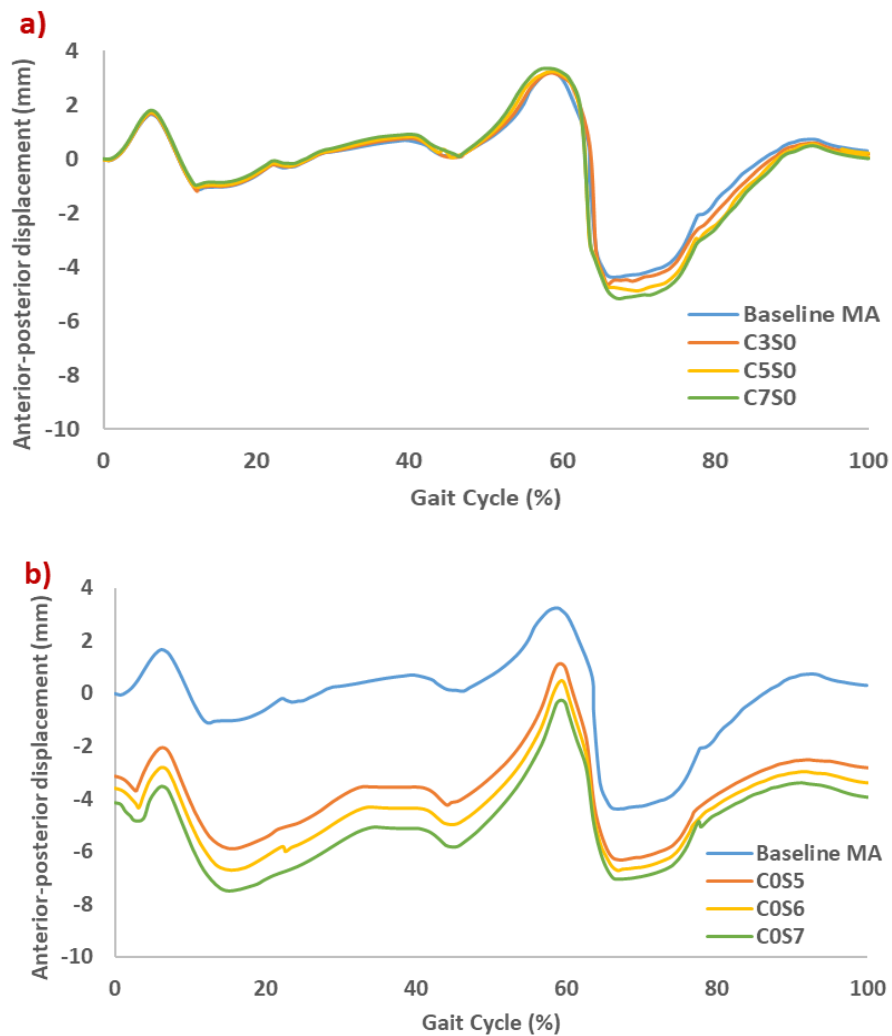 a)
Anterior-posterior displacement (mm)
4
2
0
-2
-4
-6
-8
-10
Baseline MA
C3S0
C5S0
C7S0
0 20 40 60 80 100
Gait Cycle (%)
b)
Anterior-posterior displacement (mm)
4
2
0
-2
-4
-6
-8
-10
Baseline MA
C0S5
C0S6
C0S7
0 20 40 60 80 100
Gait Cycle (%)